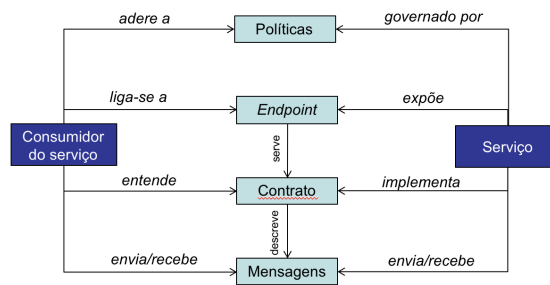 adere a
Políticas
governado por
liga-se a
Endpoint
expõe
Consumidor
do serviço
serve
Serviço
entende
Contrato
implementa
descreve
envia/recebe
Mensagens
envia/recebe